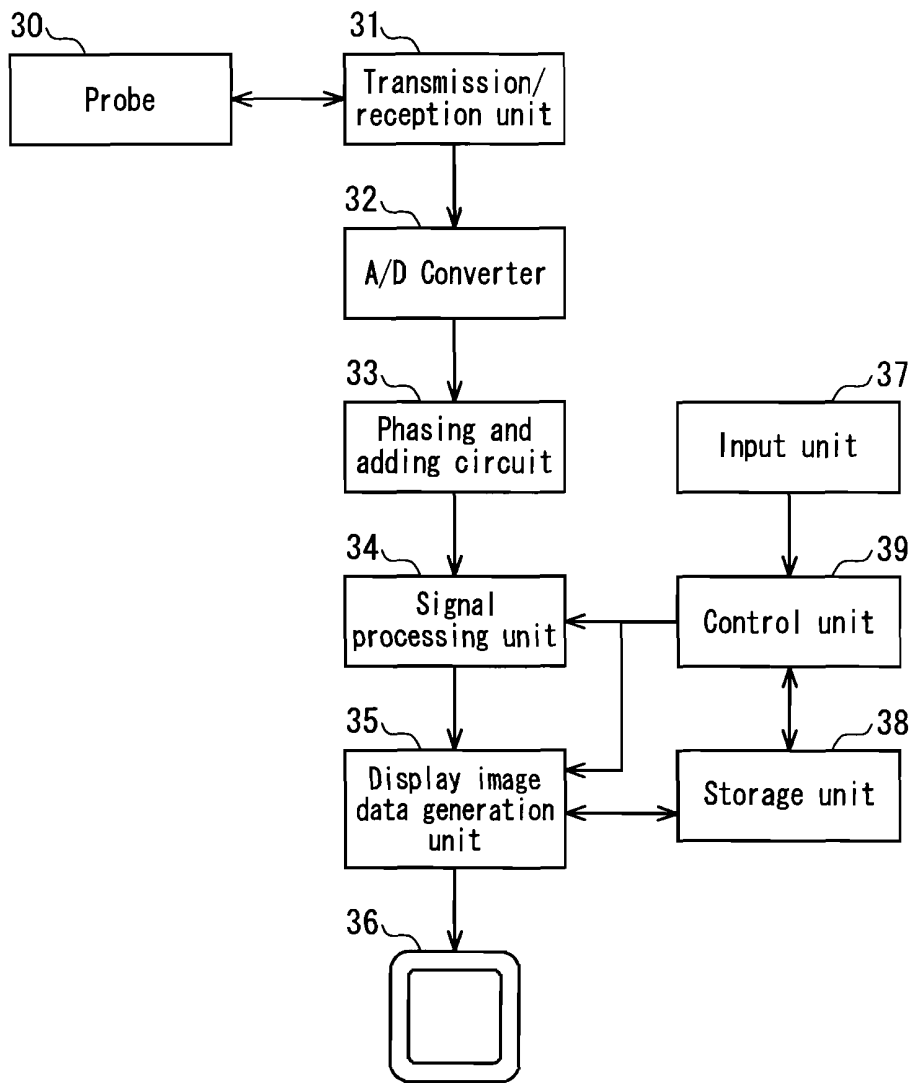 30
Probe
31
Transmission/
reception unit
32
A/D Converter
33
Phasing and
adding circuit
37
Input unit
34
Signal
processing unit
39
Control unit
35
Display image
data generation
unit
38
Storage unit
36